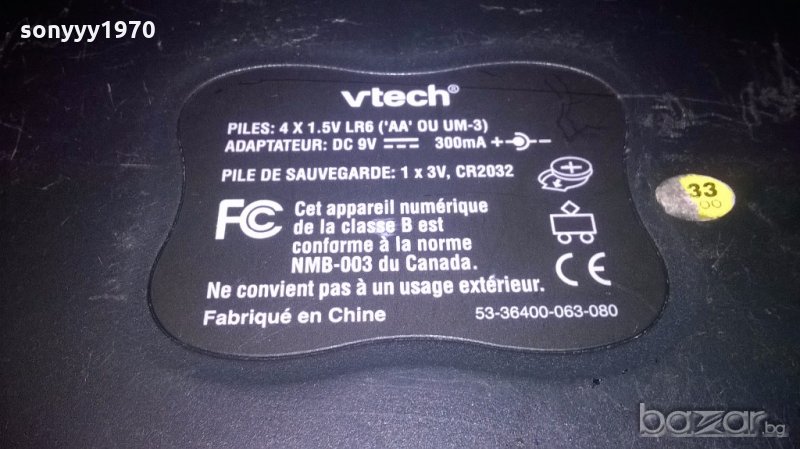 sonyyy1970
vtech®
PILES: 4 X 1.5V LR6 ('AA' OU UM-3)
ADAPTATEUR: DC 9V 300mA
PILE DE SAUVEGARDE: 1 x 3V, CR2032
FC Cet appareil numérique
de la classe B est
conforme à la norme
NMB-003 du Canada.
CE
Ne convient pas à un usage extérieur.
Fabriqué en Chine 53-36400-063-080
33
bazar.bg